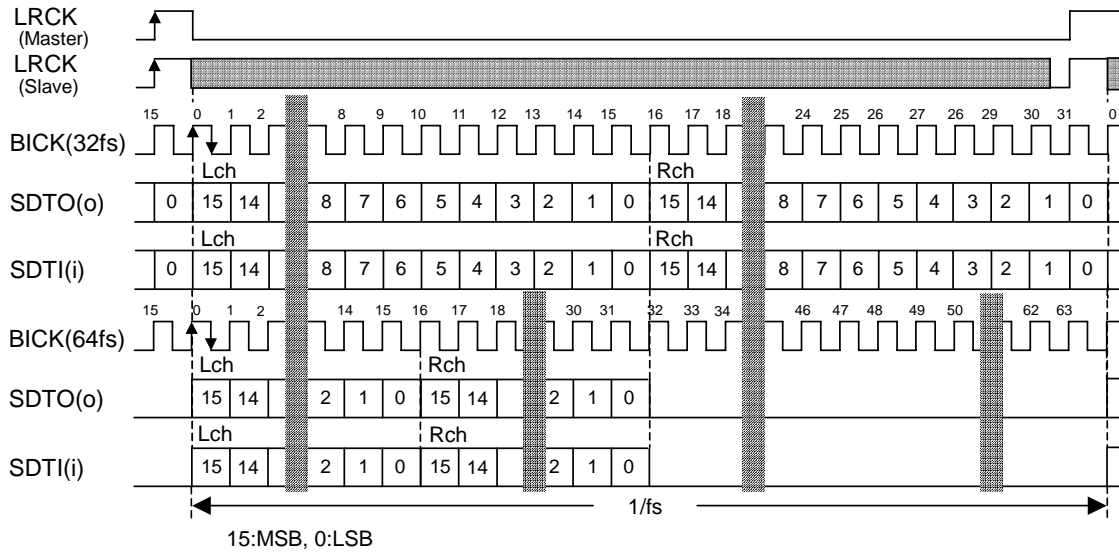 LRCK
(Master)
LRCK
(Slave)
15 0 1 2 8 9 10 11 12 13 14 15 16 17 18 24 25 26 27 28 26 29 30 31 0
BICK(32fs)
Lch Rch
SDTO(o) 0 15 14 8 7 6 5 4 3 2 1 0 15 14 8 7 6 5 4 3 2 1 0
Lch Rch
SDTI(i) 0 15 14 8 7 6 5 4 3 2 1 0 15 14 8 7 6 5 4 3 2 1 0
15 0 1 2 14 15 16 17 18 30 31 32 33 34 46 47 48 49 50 62 63
BICK(64fs)
Lch Rch
SDTO(o) 15 14 2 1 0 15 14 2 1 0
Lch Rch
SDTI(i) 15 14 2 1 0 15 14 2 1 0
1/fs
15:MSB, 0:LSB